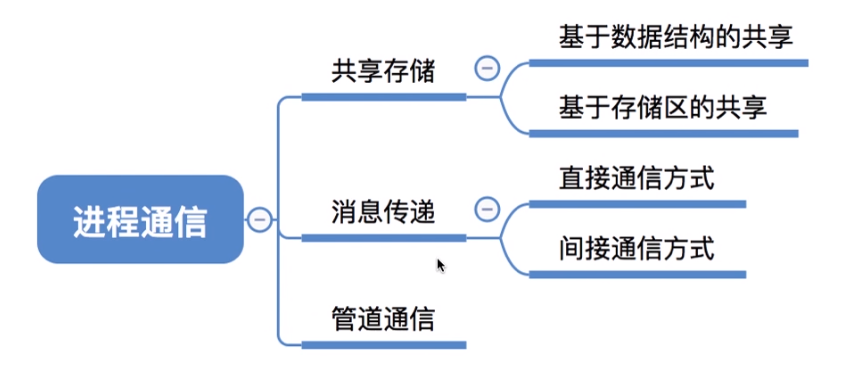 进程通信
共享存储
基于数据结构的共享
基于存储区的共享
消息传递
直接通信方式
间接通信方式
管道通信